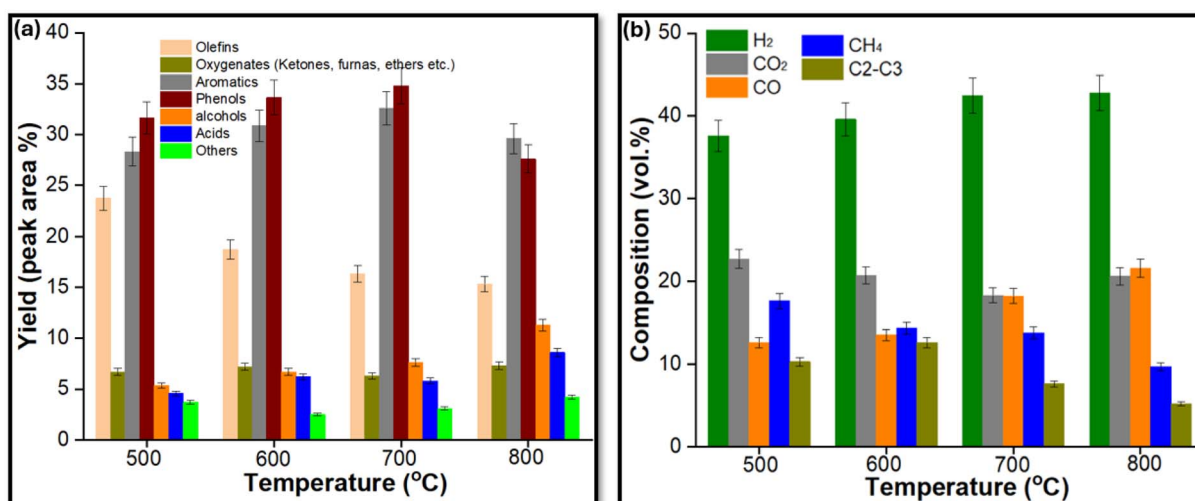 (a)
Olefins
Oxygenates (Ketones, furnas, ethers etc.)
Aromatics
Phenols
alcohols
Acids
Others
40
35
30
25
20
15
10
5
0
Yield (peak area %)
500 600 700 800
Temperature (°C)
(b)
H₂ CH₄
CO₂ C2-C3
CO
50
40
30
20
10
0
Composition (vol.%)
500 600 700 800
Temperature (°C)